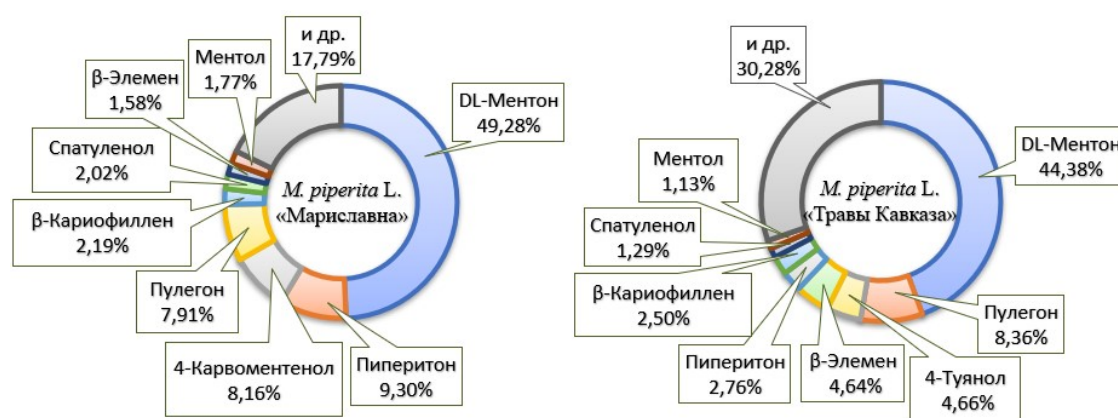 и др.
17,79%
Ментол
1,77%
β-Элемен
1,58%
Спатуленол
2,02%
β-Кариофиллен
2,19%
Пулегон
7,91%
4-Карвоментенол
8,16%
Пиперитон
9,30%
DL-Ментон
49,28%
M. piperita L.
«Мариславна»
и др.
30,28%
Ментол
1,13%
Спатуленол
1,29%
β-Кариофиллен
2,50%
Пиперитон
2,76%
β-Элемен
4,64%
4-Туянол
4,66%
Пулегон
8,36%
DL-Ментон
44,38%
M. piperita L.
«Травы Кавказа»